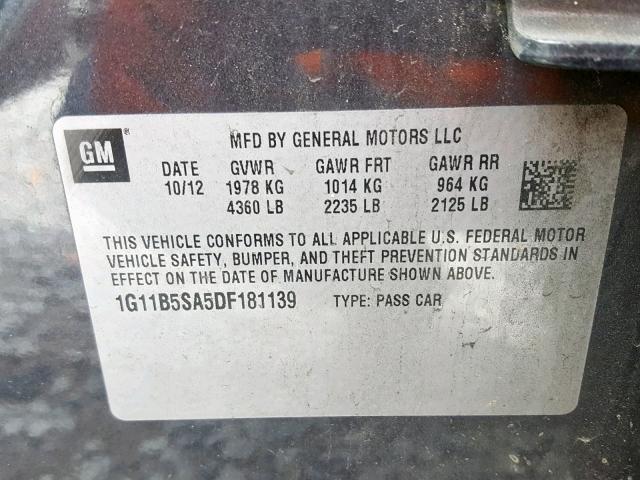 GM®
MFD BY GENERAL MOTORS LLC
DATE GVWR GAWR FRT GAWR RR
10/12 1978 KG 1014 KG 964 KG
4360 LB 2235 LB 2125 LB
THIS VEHICLE CONFORMS TO ALL APPLICABLE U.S. FEDERAL MOTOR
VEHICLE SAFETY, BUMPER, AND THEFT PREVENTION STANDARDS IN
EFFECT ON THE DATE OF MANUFACTURE SHOWN ABOVE.
1G11B5SA5DF181139 TYPE: PASS CAR